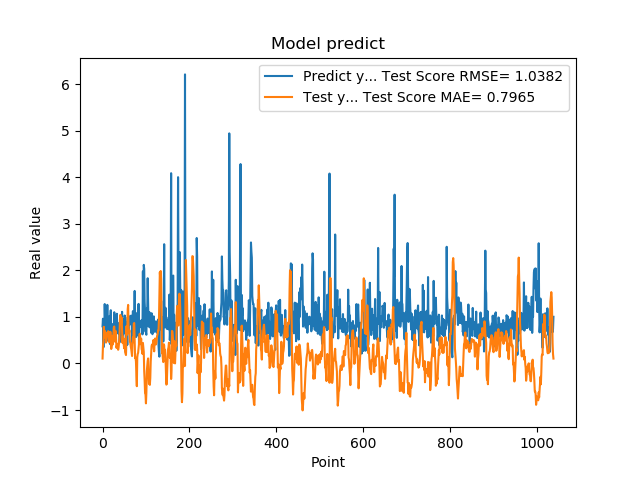 Model predict
Predict y... Test Score RMSE= 1.0382
Test y... Test Score MAE= 0.7965
Real value
6
5
4
3
2
1
0
−1
0 200 400 600 800 1000
Point